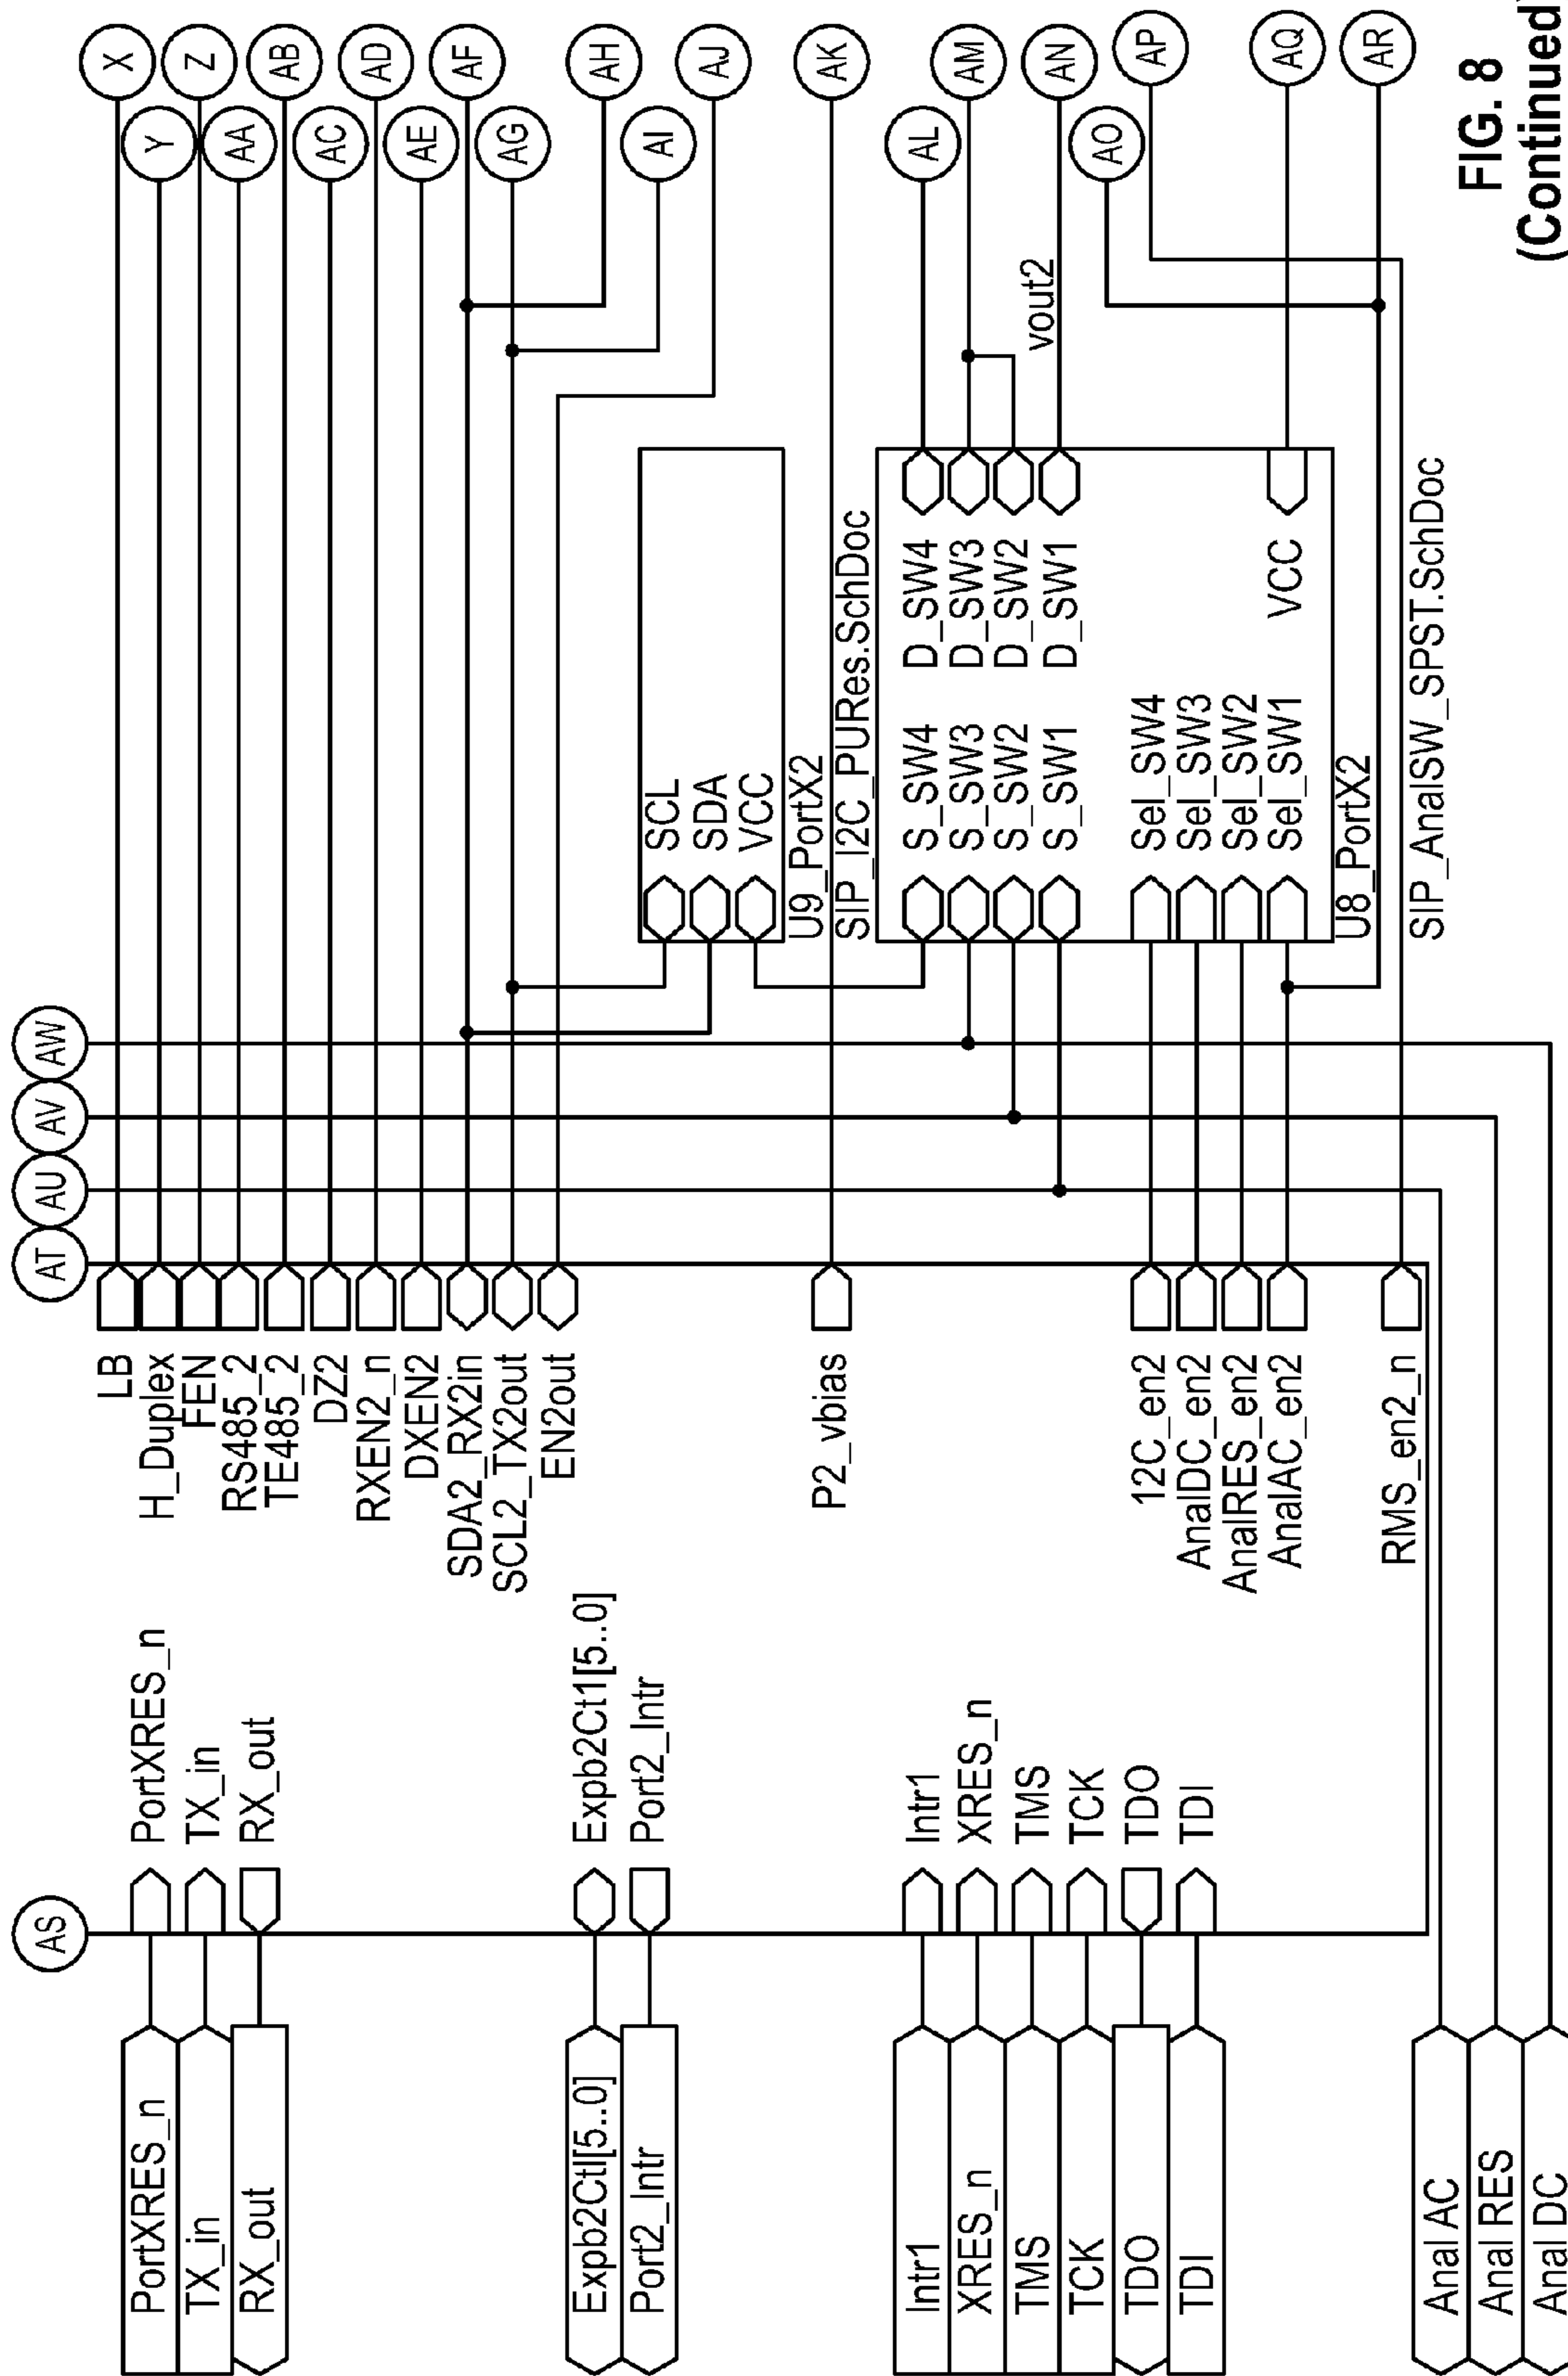 AS
AT
AU
AV
AW
PortXRES_n
TX_in
RX_out
Expb2Ctl[5..0]
Port2_Intr
Intr1
XRES_n
TMS
TCK
TDO
TDI
Anal AC
Anal RES
Anal DC
PortXRES_n
TX_in
RX_out
Expb2Ct1[5..0]
Port2_Intr
Intr1
XRES_n
TMS
TCK
TDO
TDI
LB
H_Duplex
FEN
RS485_2
TE485_2
DZ2
RXEN2_n
DXEN2
SDA2_RX2in
SCL2_TX2out
EN2out
P2_vbias
12C_en2
AnalDC_en2
AnalRES_en2
AnalAC_en2
RMS_en2_n
SCL
SDA
VCC
U9_PortX2
SIP_I2C_PURes.SchDoc
S_SW4 D_SW4
S_SW3 D_SW3
S_SW2 D_SW2
S_SW1 D_SW1
Sel_SW4
Sel_SW3
Sel_SW2
Sel_SW1 VCC
U8_PortX2
SIP_AnalSW_SPST.SchDoc
vout2
X
Y
Z
AA
AB
AC
AD
AE
AF
AG
AH
AI
AJ
AK
AL
AM
AN
AO
AP
AQ
AR
FIG. 8
(Continued)